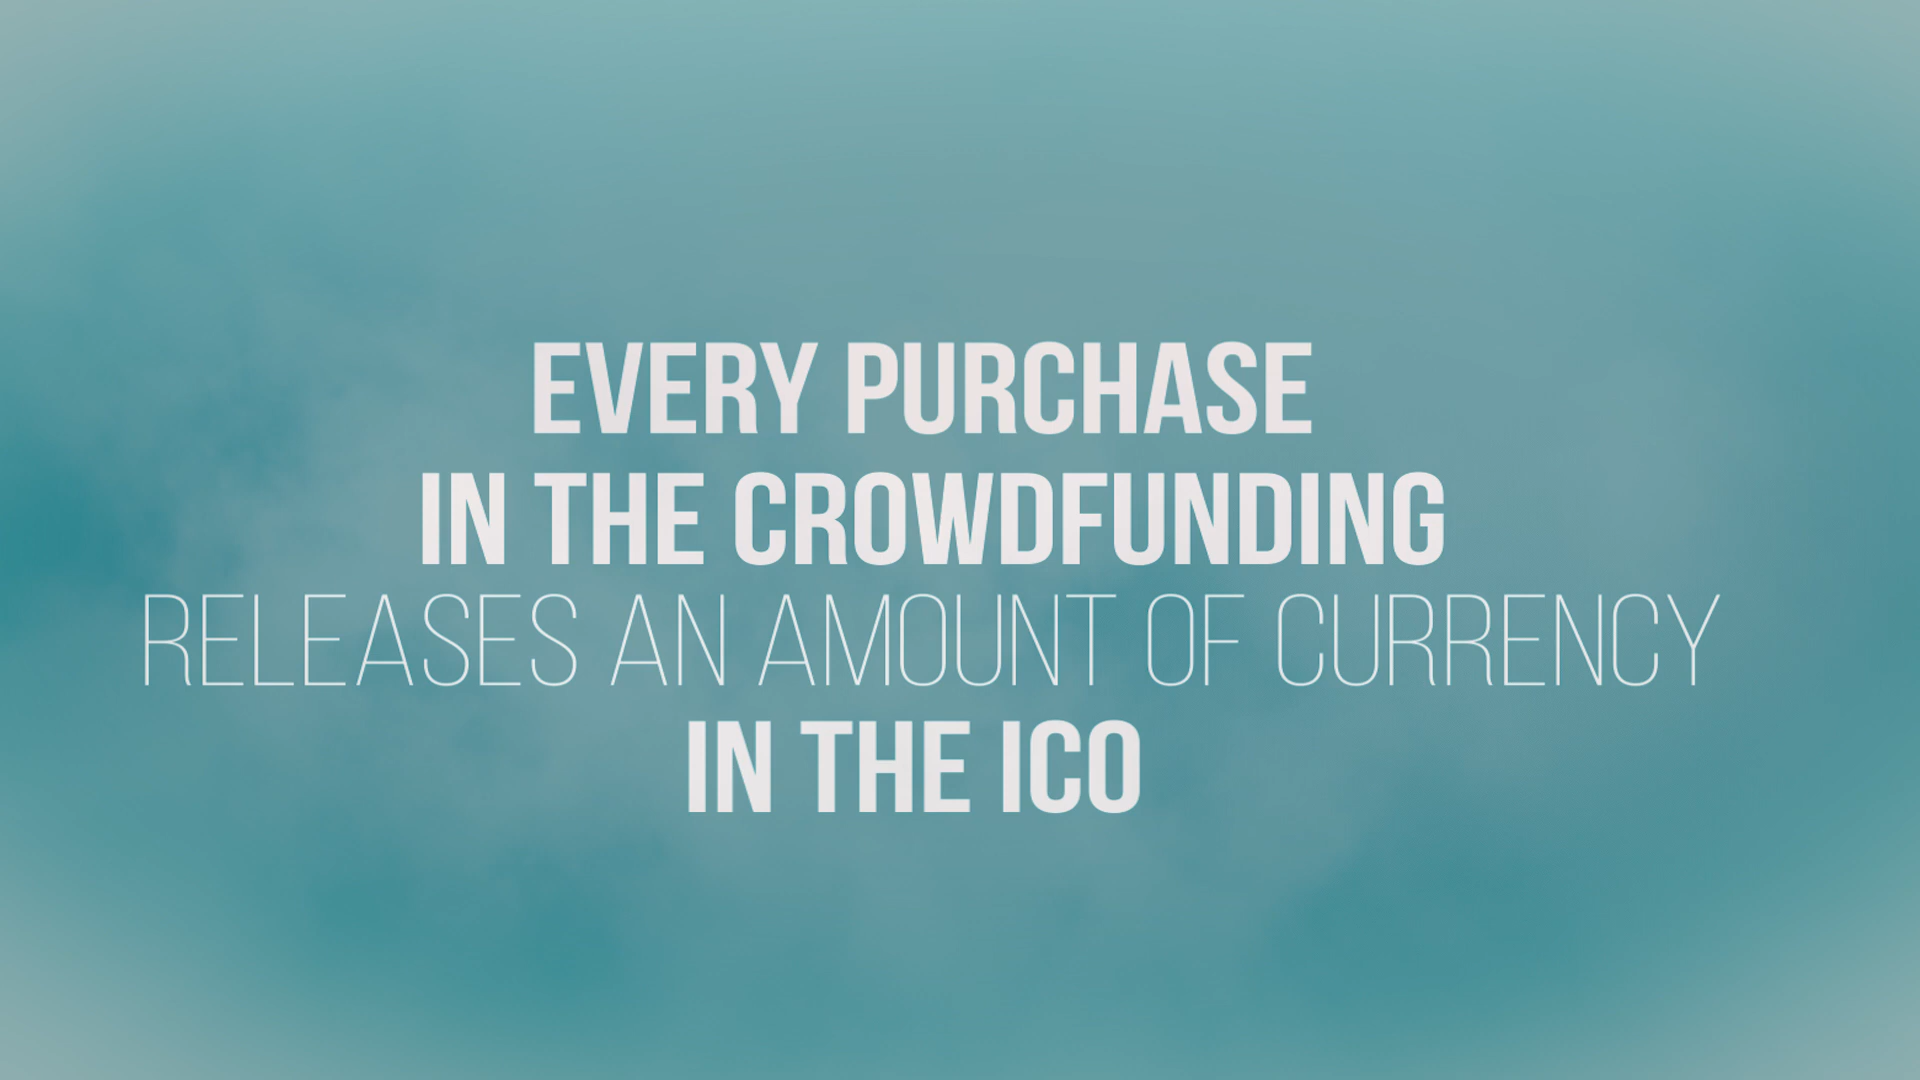 EVERY PURCHASE
IN THE CROWDFUNDING
RELEASES AN AMOUNT OF CURRENCY
IN THE ICO